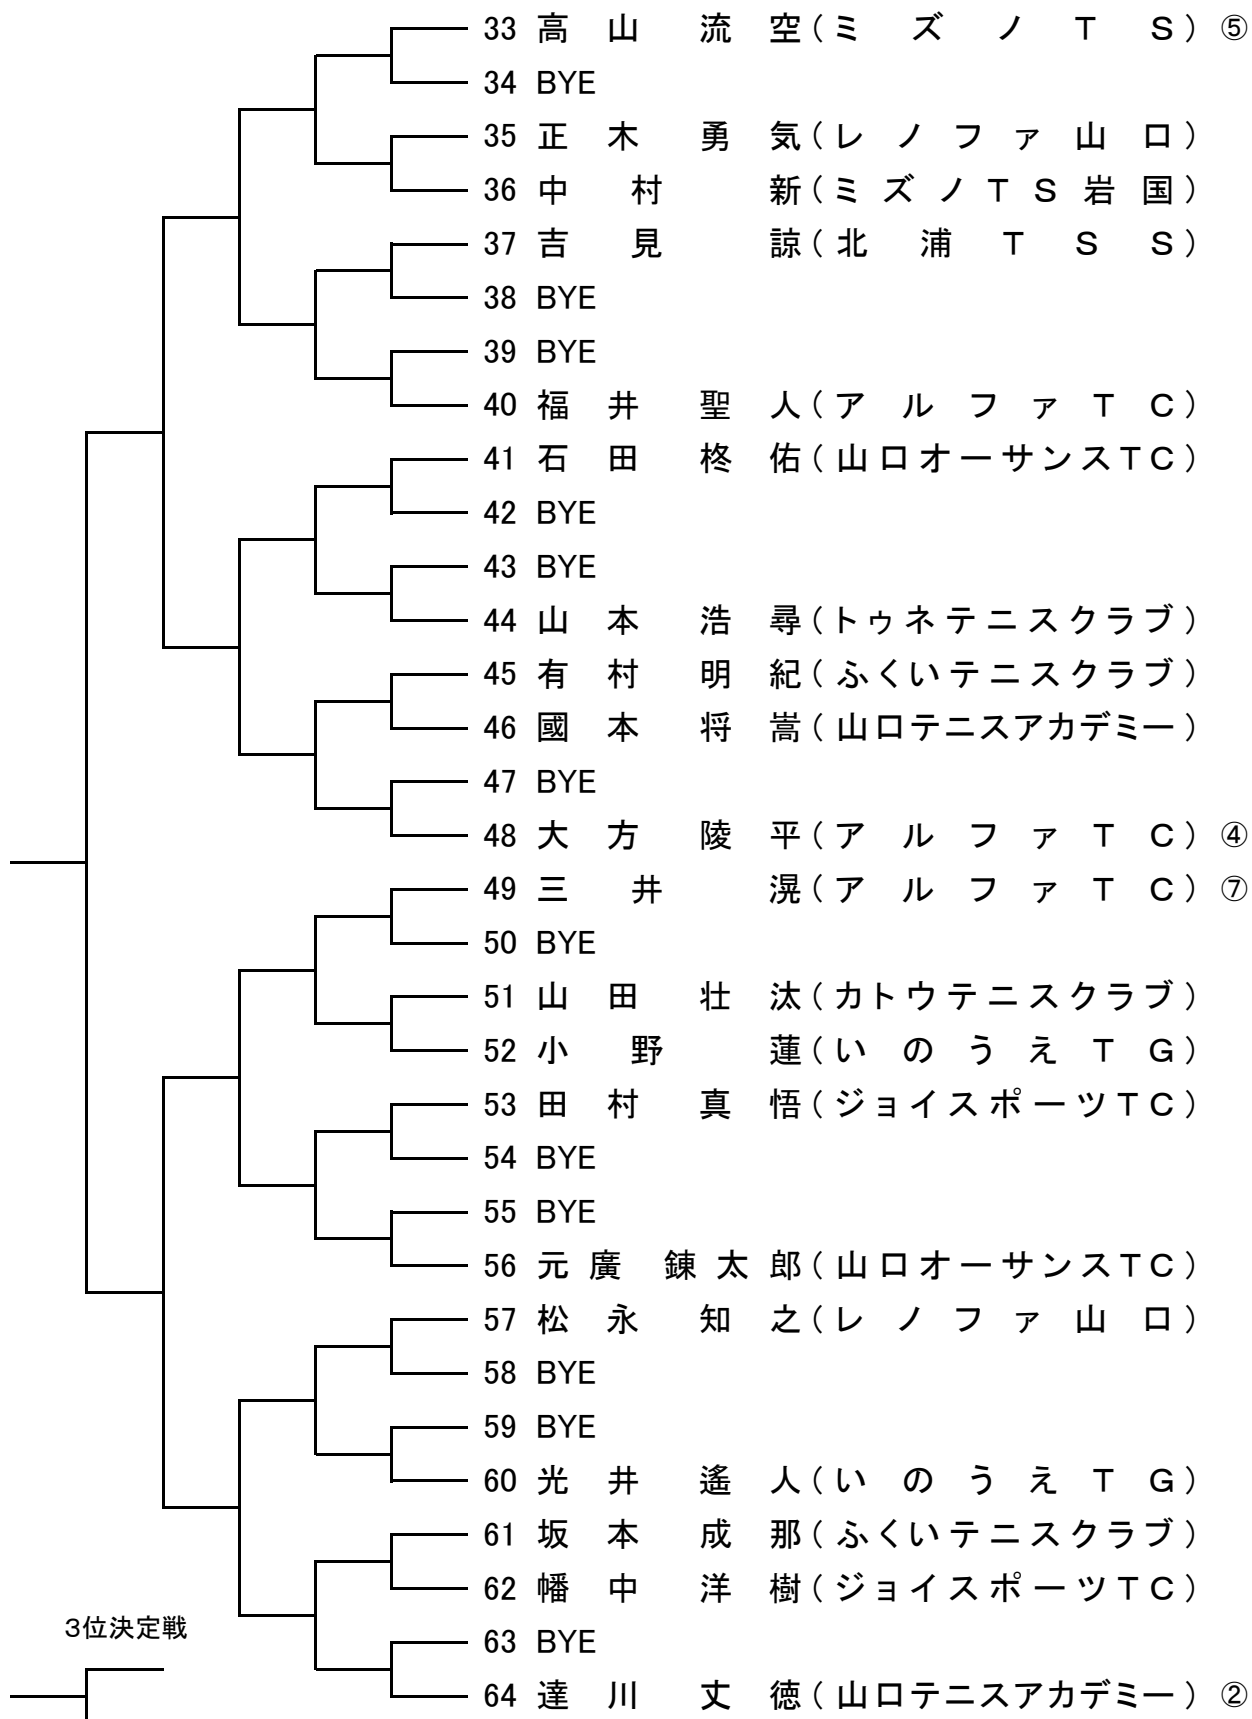 33 高山 流空(ミズノTS) ⑤
34 BYE
35 正木 勇気(レノファ山口)
36 中村 新(ミズノTS岩国)
37 吉見 諒(北浦TSS)
38 BYE
39 BYE
40 福井 聖人(アルファTC)
41 石田 柊佑(山口オーサンスTC)
42 BYE
43 BYE
44 山本 浩尋(トゥネテニスクラブ)
45 有村 明紀(ふくいテニスクラブ)
46 國本 将嵩(山口テニスアカデミー)
47 BYE
48 大方 陵平(アルファTC) ④
49 三井 滉(アルファTC) ⑦
50 BYE
51 山田 壮汰(カトウテニスクラブ)
52 小野 蓮(いのうえTG)
53 田村 真悟(ジョイスポーツTC)
54 BYE
55 BYE
56 元廣 錬太郎(山口オーサンスTC)
57 松永 知之(レノファ山口)
58 BYE
59 BYE
60 光井 遙人(いのうえTG)
61 坂本 成那(ふくいテニスクラブ)
62 幡中 洋樹(ジョイスポーツTC)
3位決定戦
63 BYE
64 達川 丈徳(山口テニスアカデミー) ②